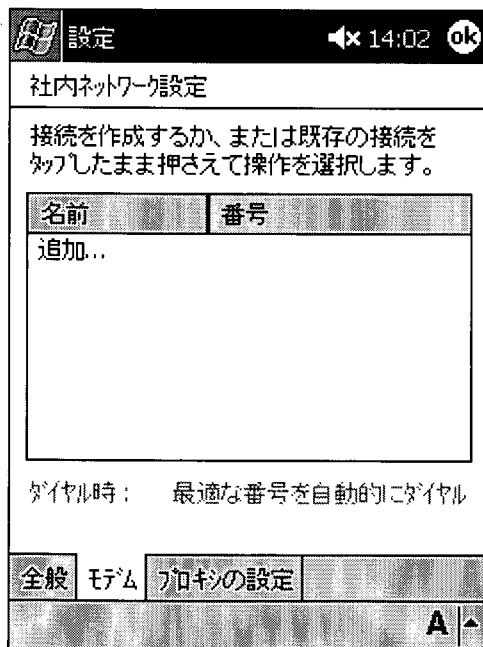 設定 14:02 ok
社内ネットワーク設定
接続を作成するか、または既存の接続を
タップしたまま押さえて操作を選択します。
名前 番号
追加...
ダイヤル時: 最適な番号を自動的にダイヤル
全般 モデム プロキシの設定
A